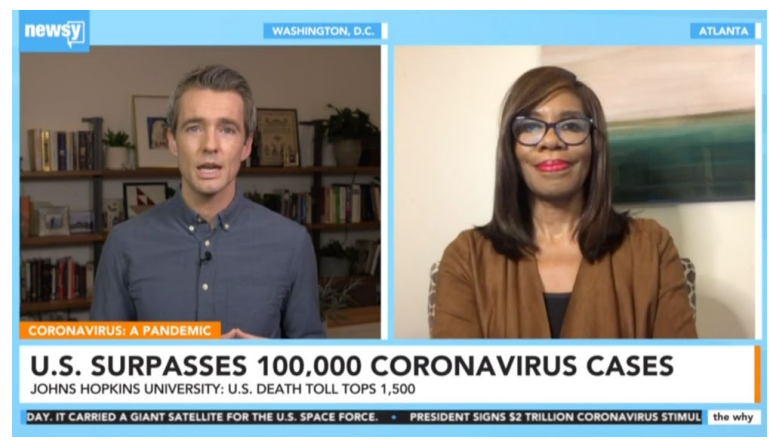 newsy
WASHINGTON, D.C.
ATLANTA
CORONAVIRUS: A PANDEMIC
U.S. SURPASSES 100,000 CORONAVIRUS CASES
JOHNS HOPKINS UNIVERSITY: U.S. DEATH TOLL TOPS 1,500
DAY. IT CARRIED A GIANT SATELLITE FOR THE U.S. SPACE FORCE. • PRESIDENT SIGNS $2 TRILLION CORONAVIRUS STIMUL
the why